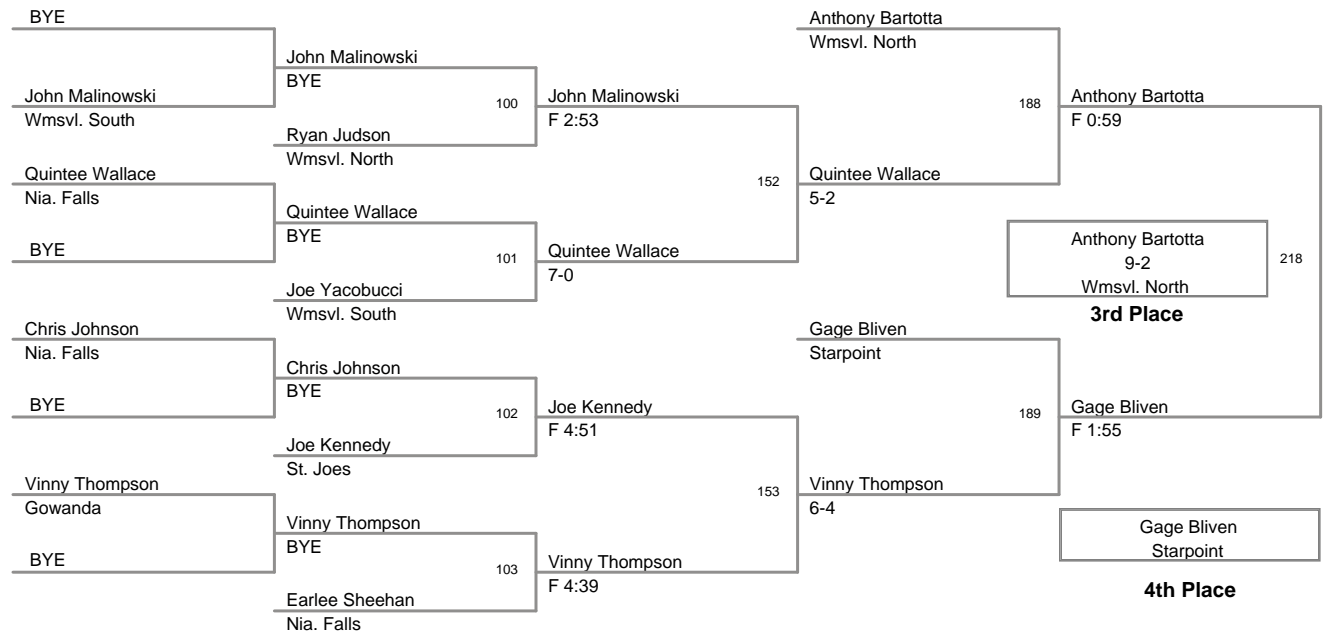 BYE
John Malinowski
Wmsvl. South
Quintee Wallace
Nia. Falls
BYE
Chris Johnson
Nia. Falls
BYE
Vinny Thompson
Gowanda
BYE
John Malinowski
BYE
100
Ryan Judson
Wmsvl. North
Quintee Wallace
BYE
101
Joe Yacobucci
Wmsvl. South
Chris Johnson
BYE
102
Joe Kennedy
St. Joes
Vinny Thompson
BYE
103
Earlee Sheehan
Nia. Falls
John Malinowski
F 2:53
152
Quintee Wallace
7-0
Joe Kennedy
F 4:51
153
Vinny Thompson
F 4:39
Anthony Bartotta
Wmsvl. North
188
Quintee Wallace
5-2
Gage Bliven
Starpoint
189
Vinny Thompson
6-4
Anthony Bartotta
F 0:59
218
Gage Bliven
F 1:55
Anthony Bartotta
9-2
Wmsvl. North
3rd Place
Gage Bliven
Starpoint
4th Place